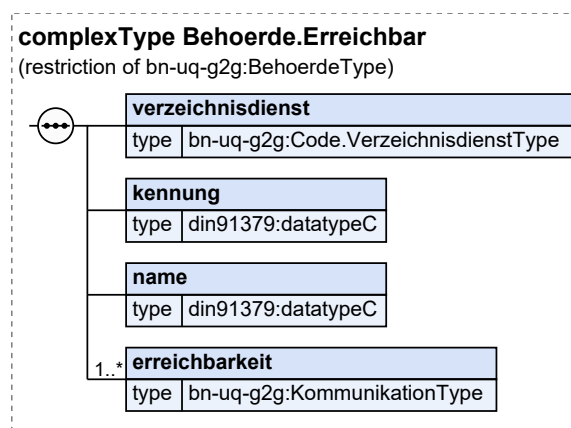 complexType Behoerde.Erreichbar
(restriction of bn-uq-g2g:BehoerdeType)
verzeichnisdienst
type bn-uq-g2g:Code.VerzeichnisdienstType
kennung
type din91379:datatypeC
name
type din91379:datatypeC
1..* erreichbarkeit
type bn-uq-g2g:KommunikationType